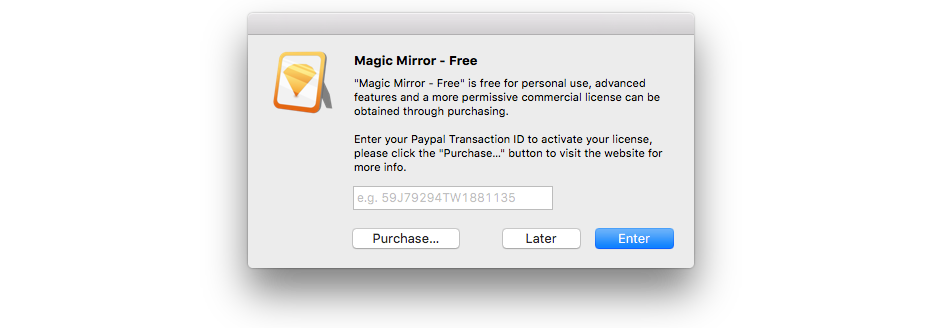 Magic Mirror - Free
"Magic Mirror - Free" is free for personal use, advanced
features and a more permissive commercial license can be
obtained through purchasing.
Enter your Paypal Transaction ID to activate your license,
please click the "Purchase..." button to visit the website for
more info.
e.g. 59J79294TW1881135
Purchase...
Later
Enter